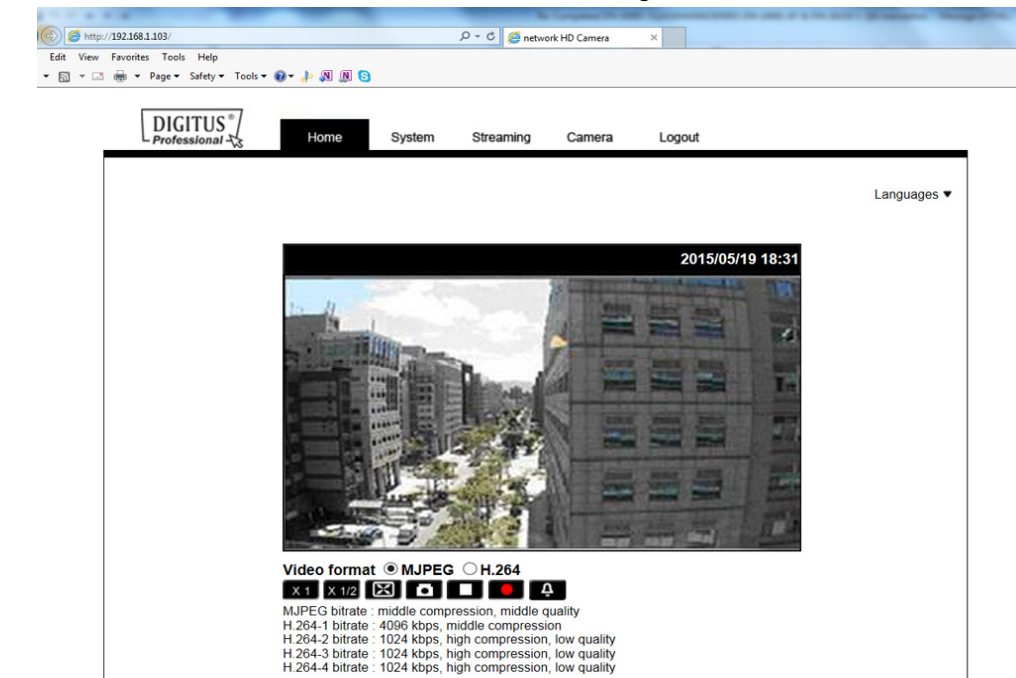 http://192.168.1.103/
network HD Camera
Edit View Favorites Tools Help
Page Safety Tools
DIGITUS®
Professional
Home System Streaming Camera Logout
Languages
2015/05/19 18:31
Video format MJPEG H.264
X 1 X 1/2
MJPEG bitrate : middle compression, middle quality
H.264-1 bitrate : 4096 kbps, middle compression
H.264-2 bitrate : 1024 kbps, high compression, low quality
H.264-3 bitrate : 1024 kbps, high compression, low quality
H.264-4 bitrate : 1024 kbps, high compression, low quality